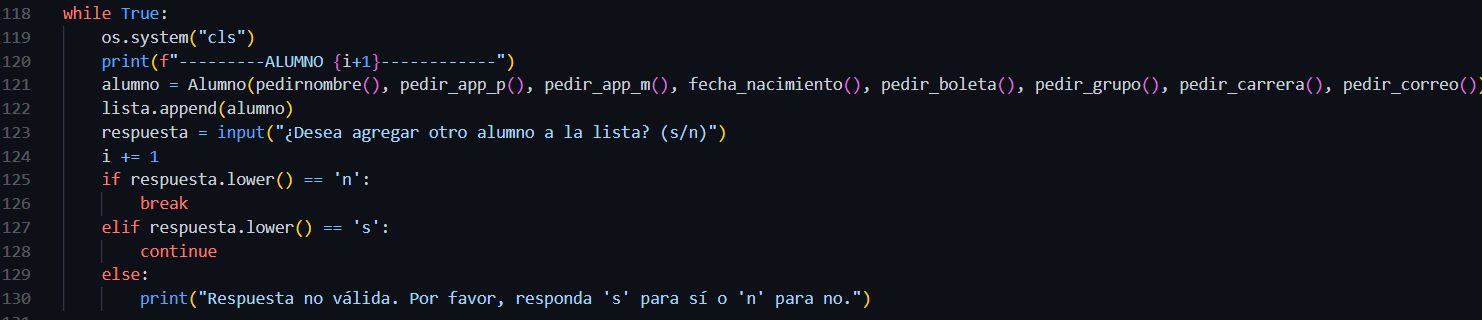 118 while True:
119 os.system("cls")
120 print(f"---------ALUMNO {i+1}------------")
121 alumno = Alumno(pedirnombre(), pedir_app_p(), pedir_app_m(), fecha_nacimiento(), pedir_boleta(), pedir_grupo(), pedir_carrera(), pedir_correo())
122 lista.append(alumno)
123 respuesta = input("¿Desea agregar otro alumno a la lista? (s/n)")
124 i += 1
125 if respuesta.lower() == 'n':
126 break
127 elif respuesta.lower() == 's':
128 continue
129 else:
130 print("Respuesta no válida. Por favor, responda 's' para sí o 'n' para no.")